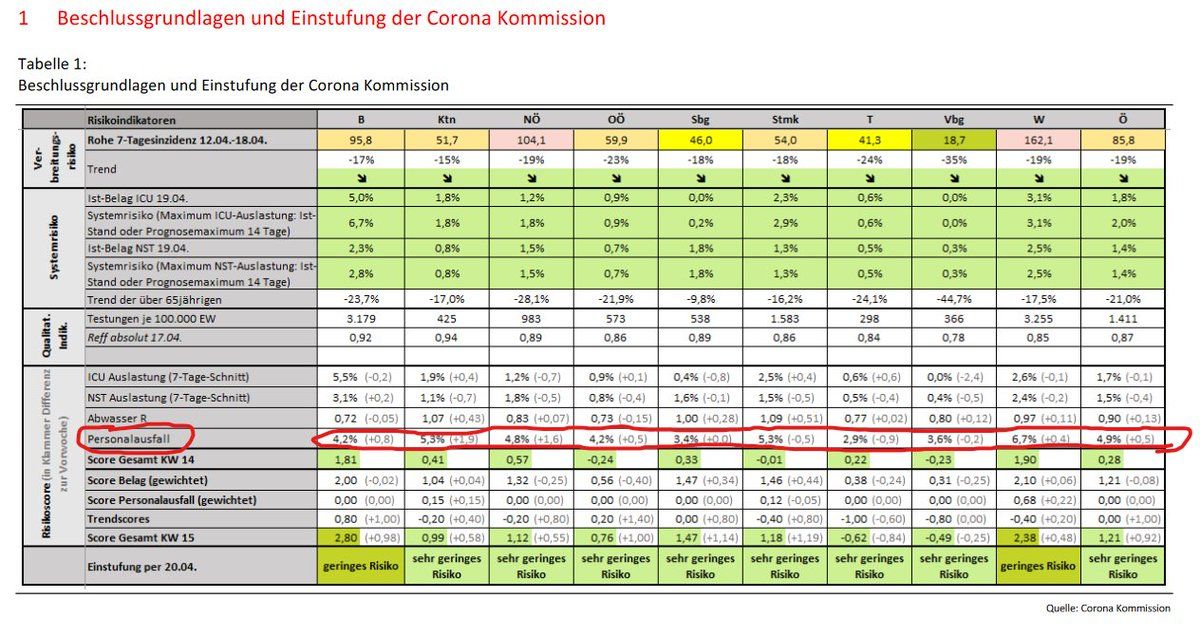 1 Beschlussgrundlagen und Einstufung der Corona Kommission
Tabelle 1:
Beschlussgrundlagen und Einstufung der Corona Kommission
Risikoindikatoren B Ktn NÖ OÖ Sbg Stmk T Vbg W Ö
Ver-
breitungs-
risiko
Rohe 7-Tagesinzidenz 12.04.-18.04. 95,8 51,7 104,1 59,9 46,0 54,0 41,3 18,7 162,1 85,8
Trend -17% -15% -19% -23% -18% -18% -24% -35% -19% -19%
Systemrisiko
Ist-Belag ICU 19.04. 5,0% 1,8% 1,2% 0,9% 0,0% 2,3% 0,6% 0,0% 3,1% 1,8%
Systemrisiko (Maximum ICU-Auslastung: Ist-
Stand oder Prognosemaximum 14 Tage) 6,7% 1,8% 1,8% 0,9% 0,2% 2,9% 0,6% 0,0% 3,1% 2,0%
Ist-Belag NST 19.04. 2,3% 0,8% 1,5% 0,7% 1,8% 1,3% 0,5% 0,3% 2,5% 1,4%
Systemrisiko (Maximum NST-Auslastung: Ist-
Stand oder Prognosemaximum 14 Tage) 2,8% 0,8% 1,5% 0,7% 1,8% 1,3% 0,5% 0,3% 2,5% 1,4%
Trend der über 65jährigen -23,7% -17,0% -28,1% -21,9% -9,8% -16,2% -24,1% -44,7% -17,5% -21,0%
Qualitat.
Indik.
Testungen je 100.000 EW 3.179 425 983 573 538 1.583 298 366 3.255 1.411
Reff absolut 17.04. 0,92 0,94 0,89 0,86 0,89 0,86 0,84 0,78 0,85 0,87
Risikoscore (in Klammer Differenz
zur Vorwoche)
ICU Auslastung (7-Tage-Schnitt) 5,5% (-0,2) 1,9% (+0,4) 1,2% (-0,7) 0,9% (+0,1) 0,4% (-0,8) 2,5% (+0,4) 0,6% (+0,6) 0,0% (-2,4) 2,6% (-0,1) 1,7% (-0,1)
NST Auslastung (7-Tage-Schnitt) 3,1% (+0,2) 1,1% (-0,7) 1,8% (-0,5) 0,8% (-0,4) 1,6% (-0,1) 1,5% (-0,5) 0,5% (-0,4) 0,4% (-0,5) 2,4% (-0,2) 1,5% (-0,4)
Abwasser R 0,72 (-0,05) 1,07 (+0,43) 0,83 (+0,07) 0,73 (-0,15) 1,00 (+0,28) 1,09 (+0,51) 0,77 (+0,02) 0,80 (+0,12) 0,97 (+0,11) 0,90 (+0,13)
Personalausfall 4,2% (+0,8) 5,3% (+1,9) 4,8% (+1,6) 4,2% (+0,5) 3,4% (+0,0) 5,3% (-0,5) 2,9% (-0,9) 3,6% (-0,2) 6,7% (+0,4) 4,9% (+0,5)
Score Gesamt KW 14 1,81 0,41 0,57 -0,24 0,33 -0,01 0,22 -0,23 1,90 0,28
Score Belag (gewichtet) 2,00 (-0,02) 1,04 (+0,04) 1,32 (-0,25) 0,56 (-0,40) 1,47 (+0,34) 1,46 (+0,44) 0,38 (-0,24) 0,31 (-0,25) 2,10 (+0,06) 1,21 (-0,08)
Score Personalausfall (gewichtet) 0,00 (0,00) 0,15 (+0,15) 0,00 (0,00) 0,00 (0,00) 0,00 (0,00) 0,12 (-0,05) 0,00 (0,00) 0,00 (0,00) 0,68 (+0,22) 0,00 (0,00)
Trendscores 0,80 (+1,00) -0,20 (+0,40) -0,20 (+0,80) 0,20 (+1,40) 0,00 (+0,80) -0,40 (+0,80) -1,00 (-0,60) -0,80 (0,00) -0,40 (+0,20) 0,00 (+1,00)
Score Gesamt KW 15 2,80 (+0,98) 0,99 (+0,58) 1,12 (+0,55) 0,76 (+1,00) 1,47 (+1,14) 1,18 (+1,19) -0,62 (-0,84) -0,49 (-0,25) 2,38 (+0,48) 1,21 (+0,92)
Einstufung per 20.04. geringes Risiko sehr geringes Risiko sehr geringes Risiko sehr geringes Risiko sehr geringes Risiko sehr geringes Risiko sehr geringes Risiko sehr geringes Risiko geringes Risiko sehr geringes Risiko
Quelle: Corona Kommission